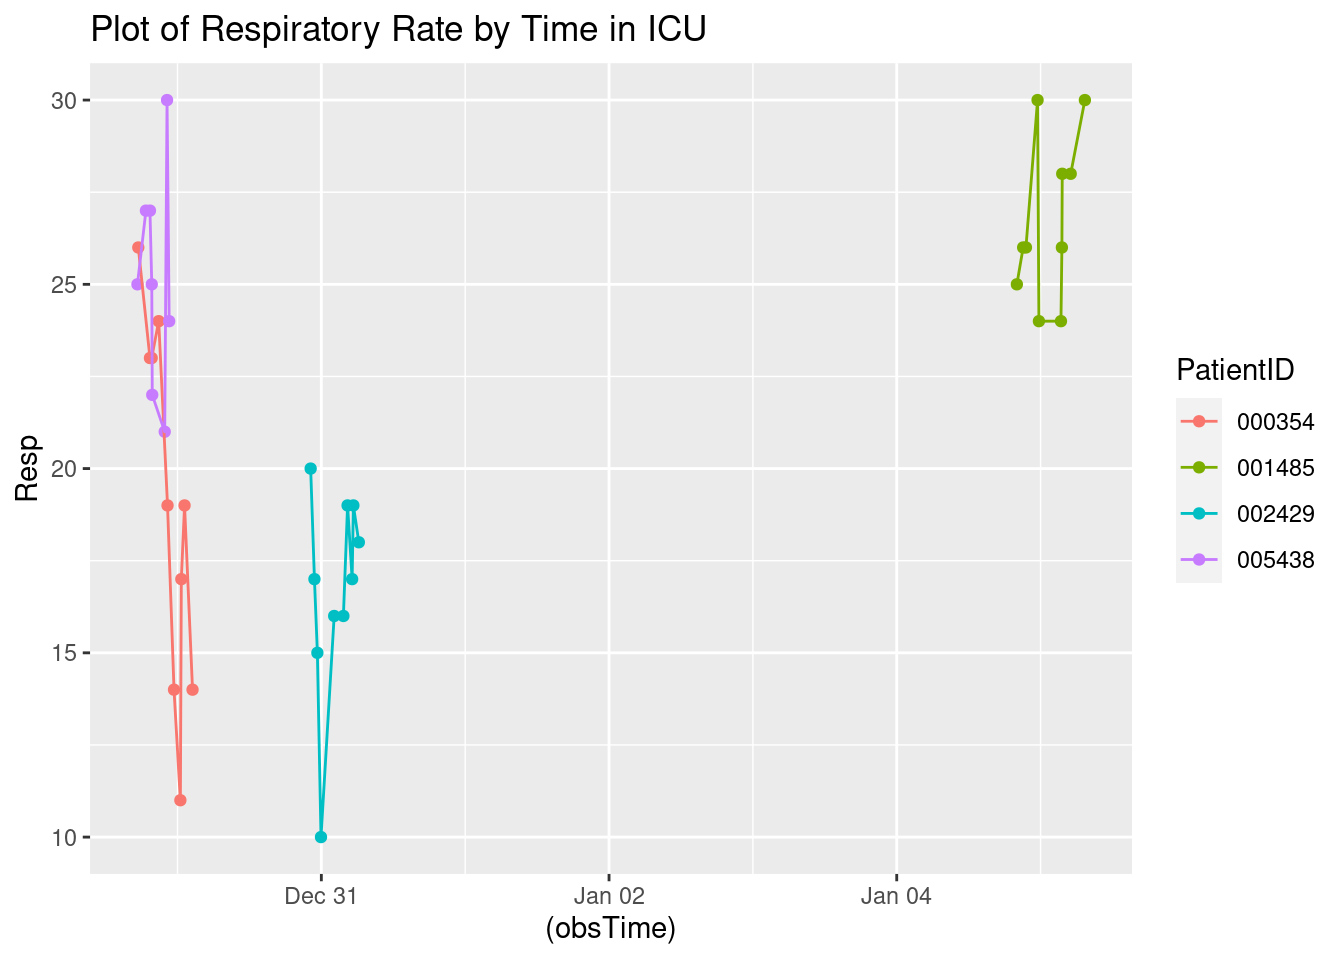 Plot of Respiratory Rate by Time in ICU
30
25
20
15
10
Resp
Dec 31
Jan 02
Jan 04
(obsTime)
PatientID
000354
001485
002429
005438